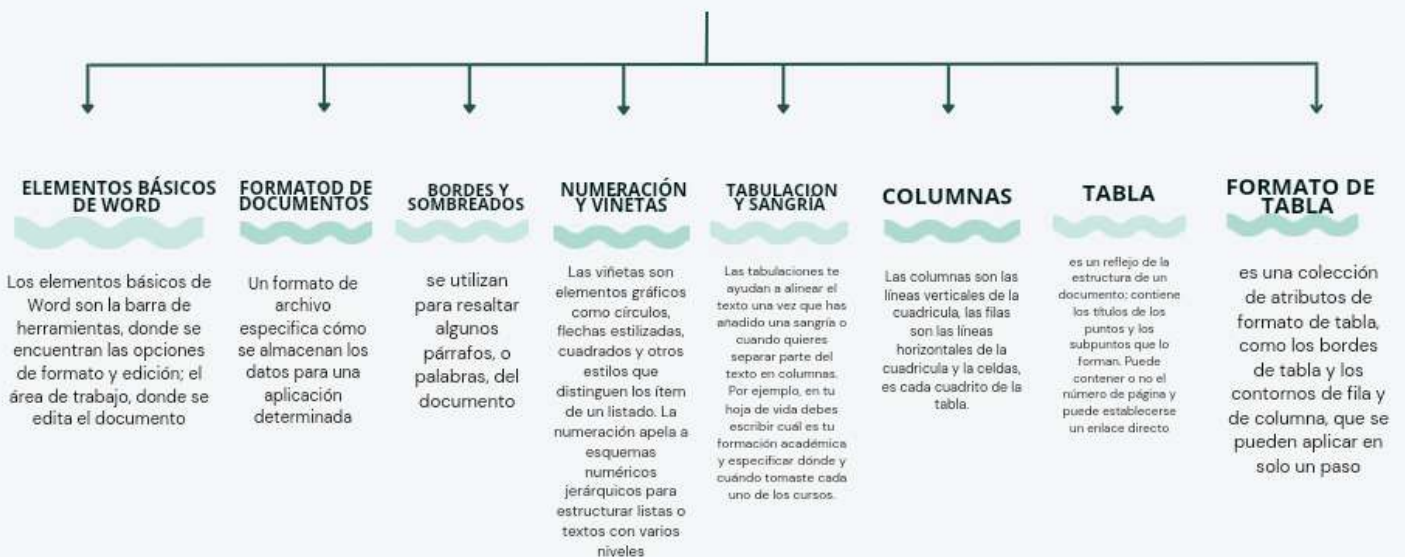 ELEMENTOS BÁSICOS
DE WORD
Los elementos básicos de
Word son la barra de
herramientas, donde se
encuentran las opciones
de formato y edición; el
área de trabajo, donde se
edita el documento
FORMATOD DE
DOCUMENTOS
Un formato de
archivo
especifica cómo
se almacenan los
datos para una
aplicación
determinada
BORDES Y
SOMBREADOS
se utilizan
para resaltar
algunos
párrafos, o
palabras, del
documento
NUMERACIÓN
Y VIÑETAS
Las viñetas son
elementos gráficos
como círculos,
flechas estilizadas,
cuadrados y otros
estilos que
distinguen los ítem
de un listado. La
numeración apela a
esquemas
numéricos
jerárquicos para
estructurar listas o
textos con varios
niveles
TABULACION
Y SANGRIA
Las tabulaciones te
ayudan a alinear el
texto una vez que has
añadido una sangría o
cuando quieres
separar parte del
texto en columnas.
Por ejemplo, en tu
hoja de vida debes
escribir cuál es tu
formación académica
y especificar dónde y
cuándo tomaste cada
uno de los cursos.
COLUMNAS
Las columnas son las
líneas verticales de la
cuadricula, las filas
son las líneas
horizontales de la
cuadricula y la celdas,
es cada cuadrito de la
tabla.
TABLA
es un reflejo de la
estructura de un
documento; contiene
los títulos de los
puntos y los
subpuntos que lo
forman. Puede
contener o no el
número de página y
puede establecerse
un enlace directo
FORMATO DE
TABLA
es una colección
de atributos de
formato de tabla,
como los bordes
de tabla y los
contornos de fila y
de columna, que se
pueden aplicar en
solo un paso